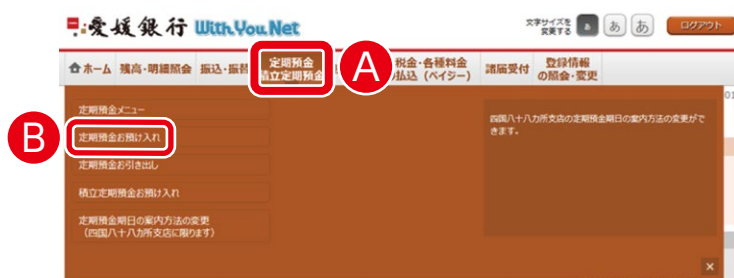 愛媛銀行 With You Net
文字サイズを
変更する
あ あ あ
ログアウト
ホーム
残高・明細照会
振込・振替
定期預金
積立定期預金
A
税金・各種料金
の払込（ペイジー）
諸届受付
登録情報
の照会・変更
定期預金メニュー
B
定期預金お預け入れ
定期預金お引き出し
積立定期預金お預け入れ
定期預金期日の案内方法の変更
（四国八十八カ所支店に限ります）
四国八十八カ所支店の定期預金期日の案内方法の変更がで
きます。
×